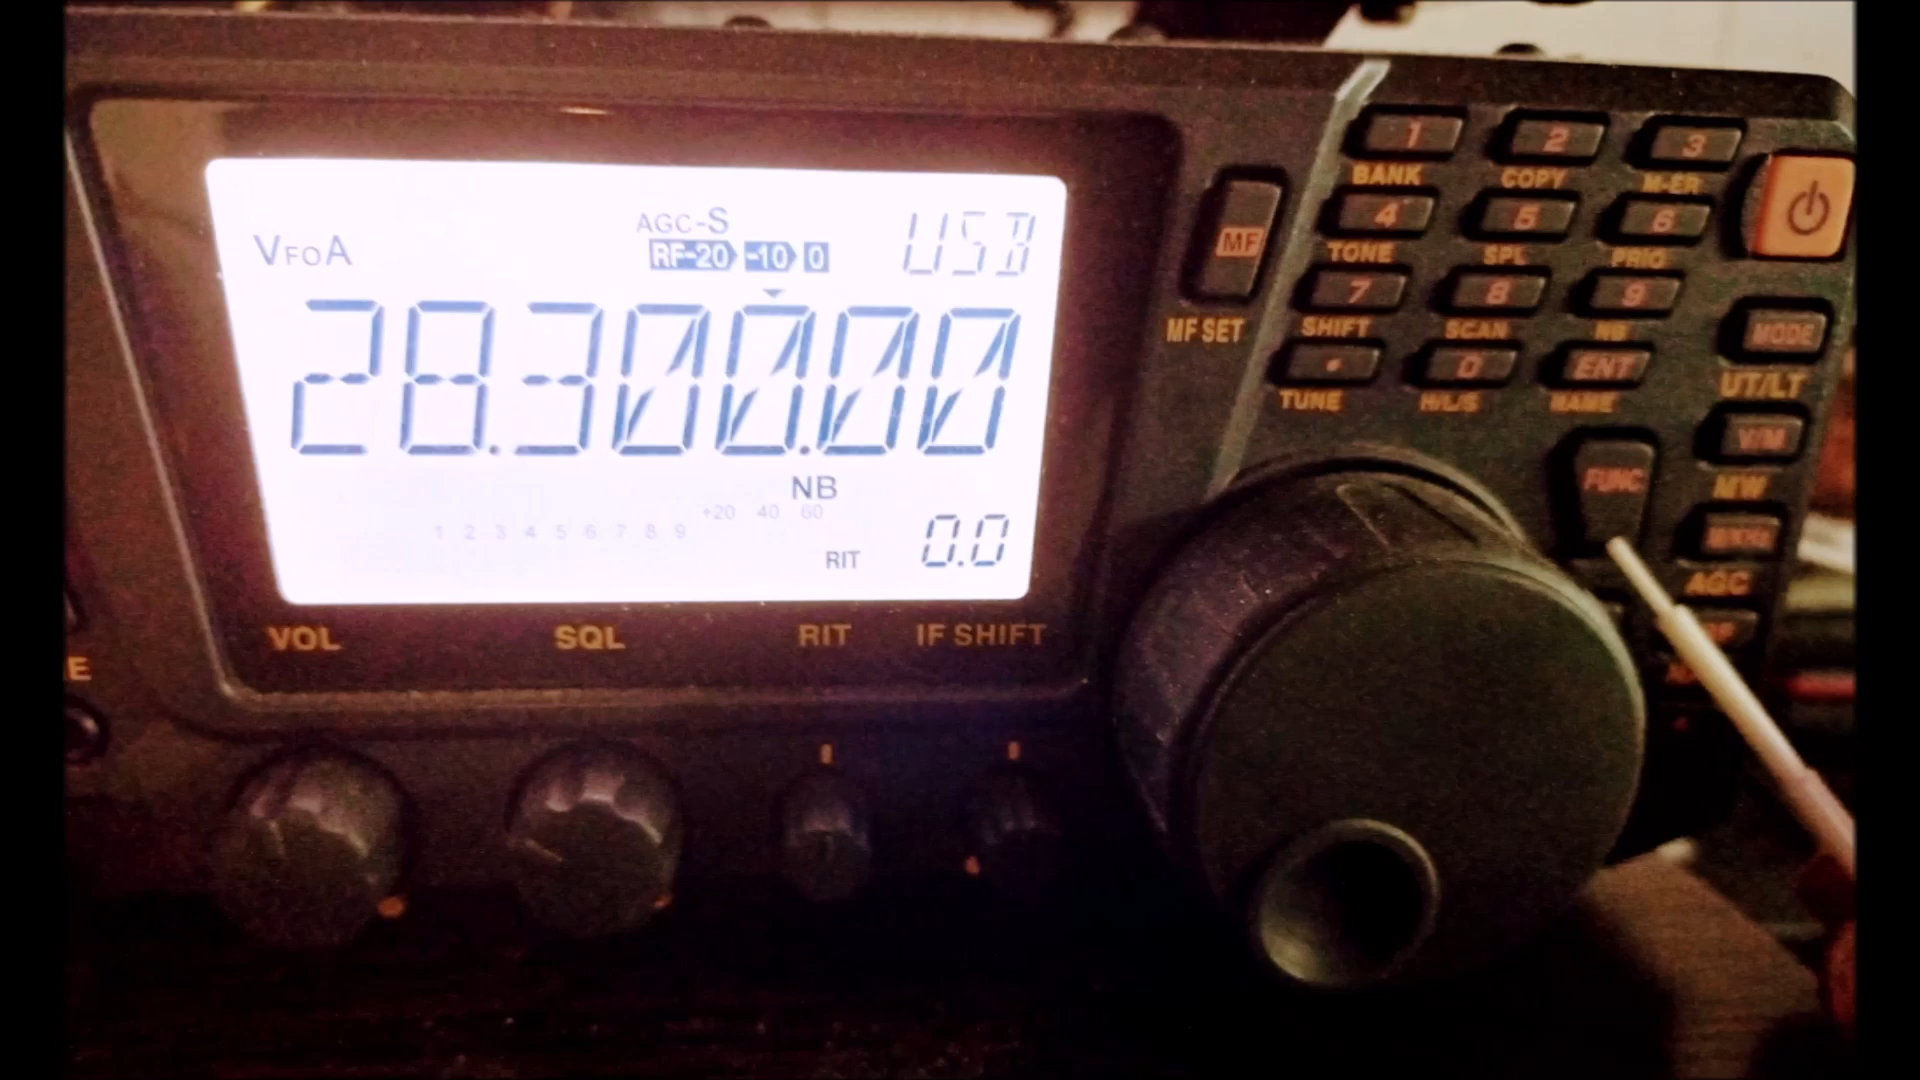 AGC-S
VFOA
RF-20 -10 0
USB
28.300.00
NB
+20 40 60
1 2 3 4 5 6 7 8 9
RIT
0.0
VOL SQL RIT IF SHIFT
E
MF
MF SET
1 2 3
BANK COPY M-ER
4 5 6
TONE SPL PRIO
7 8 9
SHIFT SCAN NB
MODE
. 0 ENT
TUNE H/L/S NAME
UT/LT
V/M
FUNC
MW
AGC